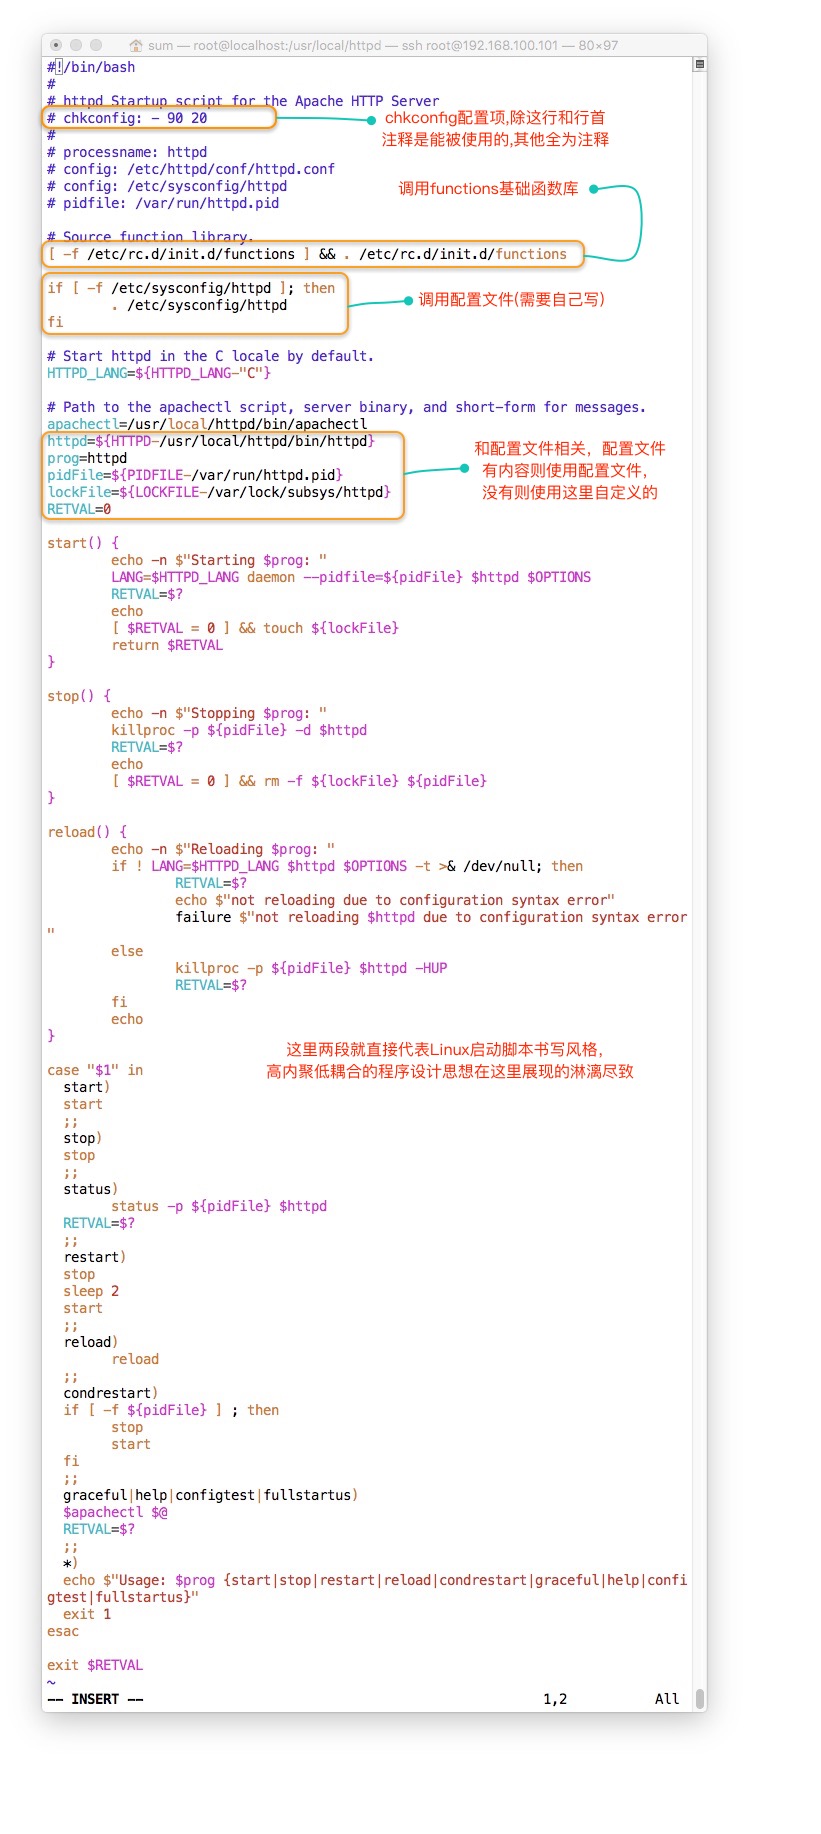 sum — root@localhost:/usr/local/httpd — ssh root@192.168.100.101 — 80×97
#!/bin/bash
#
# httpd Startup script for the Apache HTTP Server
# chkconfig: - 90 20
chkconfig配置项,除这行和行首
注释是能被使用的,其他全为注释
#
# processname: httpd
# config: /etc/httpd/conf/httpd.conf
# config: /etc/sysconfig/httpd
调用functions基础函数库
# pidfile: /var/run/httpd.pid
# Source function library.
[ -f /etc/rc.d/init.d/functions ] && . /etc/rc.d/init.d/functions
if [ -f /etc/sysconfig/httpd ]; then
. /etc/sysconfig/httpd
调用配置文件(需要自己写)
fi
# Start httpd in the C locale by default.
HTTPD_LANG=${HTTPD_LANG-"C"}
# Path to the apachectl script, server binary, and short-form for messages.
apachectl=/usr/local/httpd/bin/apachectl
httpd=${HTTPD-/usr/local/httpd/bin/httpd}
prog=httpd
pidFile=${PIDFILE-/var/run/httpd.pid}
lockFile=${LOCKFILE-/var/lock/subsys/httpd}
RETVAL=0
和配置文件相关，配置文件
有内容则使用配置文件，
没有则使用这里自定义的
start() {
echo -n $"Starting $prog: "
LANG=$HTTPD_LANG daemon --pidfile=${pidFile} $httpd $OPTIONS
RETVAL=$?
echo
[ $RETVAL = 0 ] && touch ${lockFile}
return $RETVAL
}
stop() {
echo -n $"Stopping $prog: "
killproc -p ${pidFile} -d $httpd
RETVAL=$?
echo
[ $RETVAL = 0 ] && rm -f ${lockFile} ${pidFile}
}
reload() {
echo -n $"Reloading $prog: "
if ! LANG=$HTTPD_LANG $httpd $OPTIONS -t >& /dev/null; then
RETVAL=$?
echo $"not reloading due to configuration syntax error"
failure $"not reloading $httpd due to configuration syntax error
"
else
killproc -p ${pidFile} $httpd -HUP
RETVAL=$?
fi
echo
}
这里两段就直接代表Linux启动脚本书写风格，
高内聚低耦合的程序设计思想在这里展现的淋漓尽致
case "$1" in
start)
start
;;
stop)
stop
;;
status)
status -p ${pidFile} $httpd
RETVAL=$?
;;
restart)
stop
sleep 2
start
;;
reload)
reload
;;
condrestart)
if [ -f ${pidFile} ] ; then
stop
start
fi
;;
graceful|help|configtest|fullstartus)
$apachectl $@
RETVAL=$?
;;
*)
echo $"Usage: $prog {start|stop|restart|reload|condrestart|graceful|help|confi
gtest|fullstartus}"
exit 1
esac
exit $RETVAL
~
-- INSERT -- 1,2 All